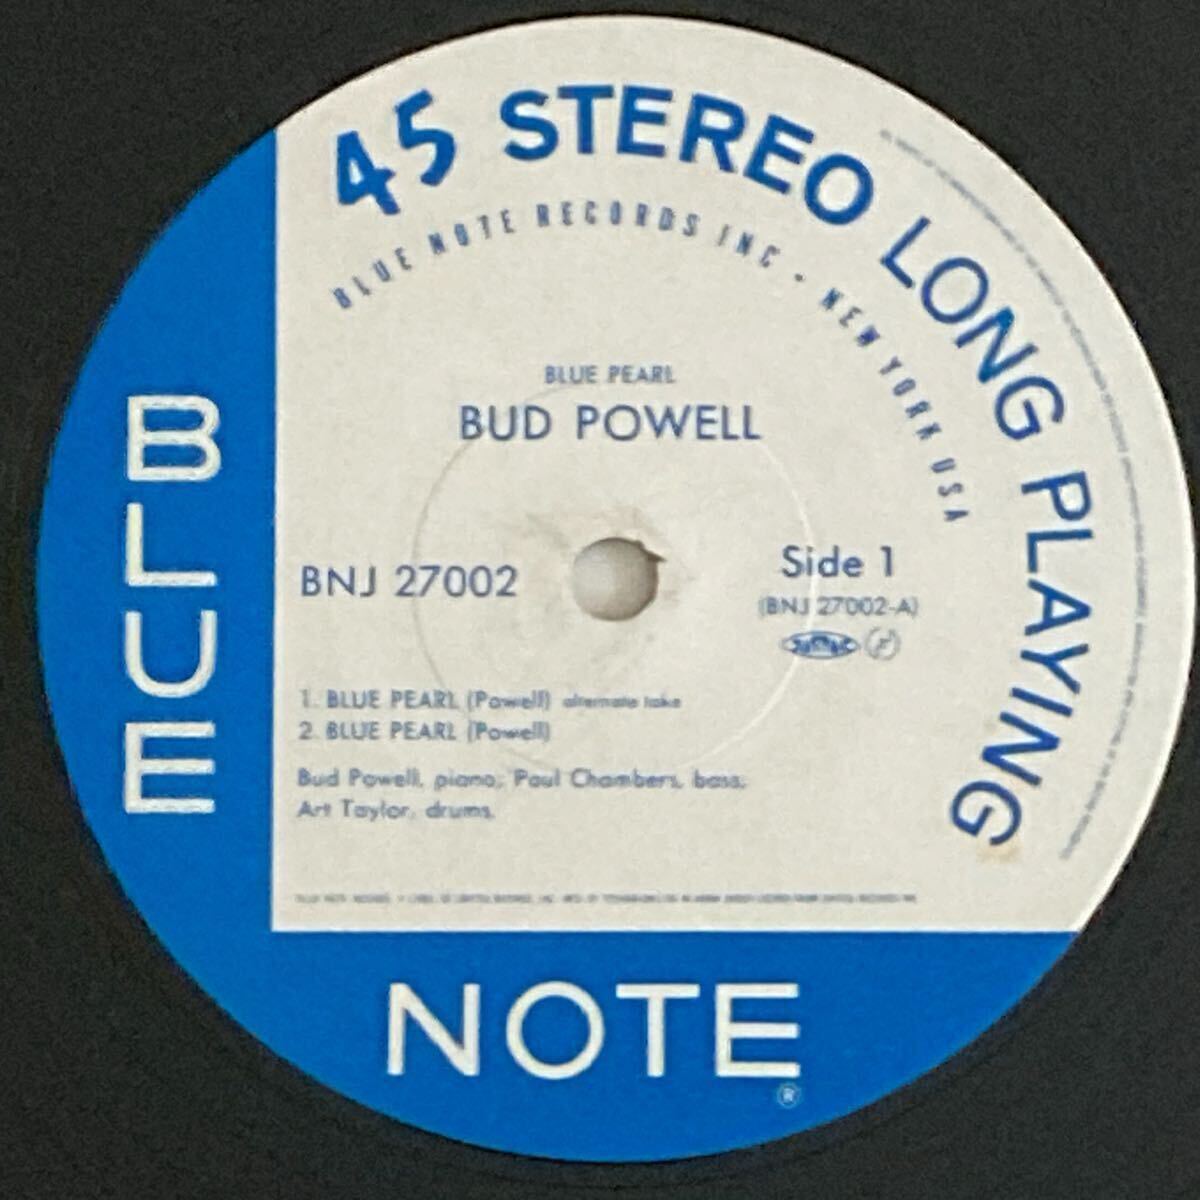 45 STEREO LONG PLAYING
BLUE NOTE RECORDS INC · NEW YORK USA
BLUE PEARL
BUD POWELL
BNJ 27002
Side 1
(BNJ 27002-A)
1. BLUE PEARL (Powell) alternate take
2. BLUE PEARL (Powell)
Bud Powell, piano; Paul Chambers, bass;
Art Taylor, drums.
BLUE
NOTE
®